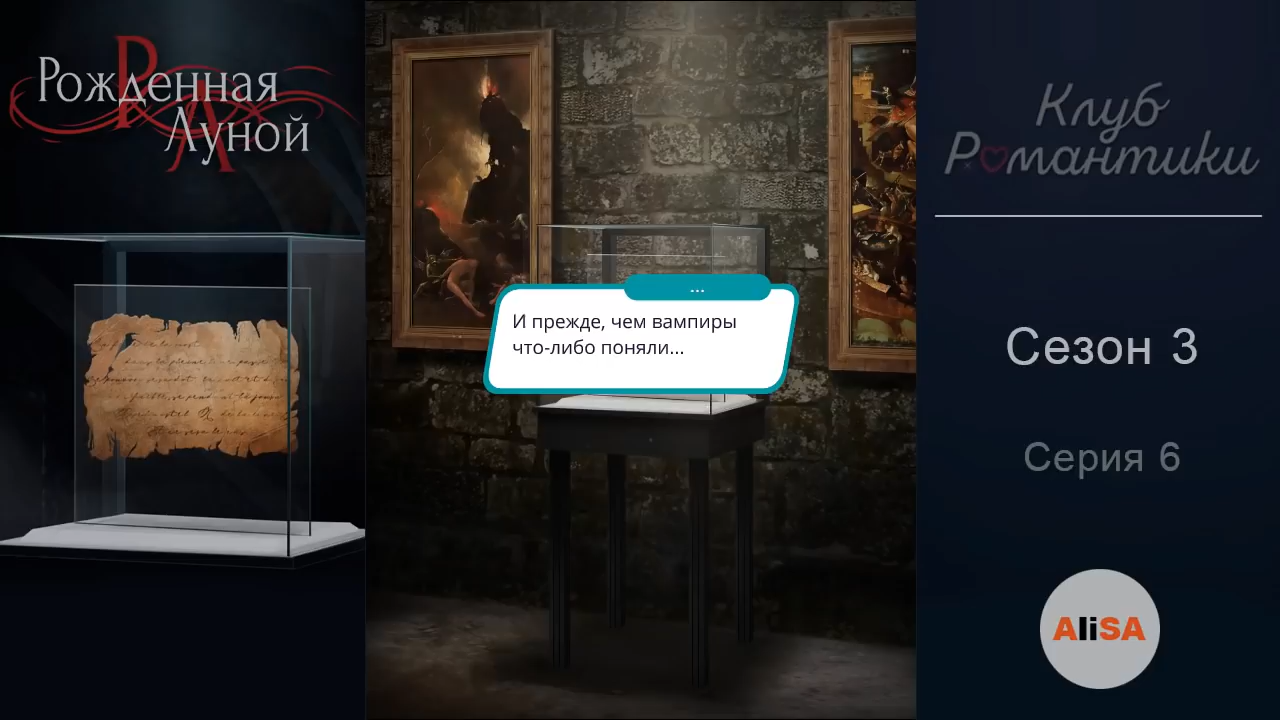 Рожденная
Луной
...
И прежде, чем вампиры
что-либо поняли...
Клуб
Романтики
Сезон 3
Серия 6
AliSA